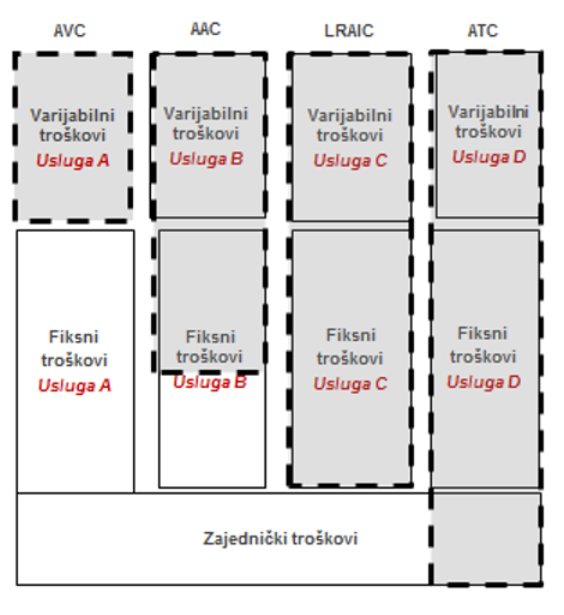 AVC AAC LRAIC ATC
Varijabilni
troškovi
Usluga A
Varijabilni
troškovi
Usluga B
Varijabilni
troškovi
Usluga C
Varijabilni
troškovi
Usluga D
Fiksni
troškovi
Usluga A
Fiksni
troškovi
Usluga B
Fiksni
troškovi
Usluga C
Fiksni
troškovi
Usluga D
Zajednički troškovi